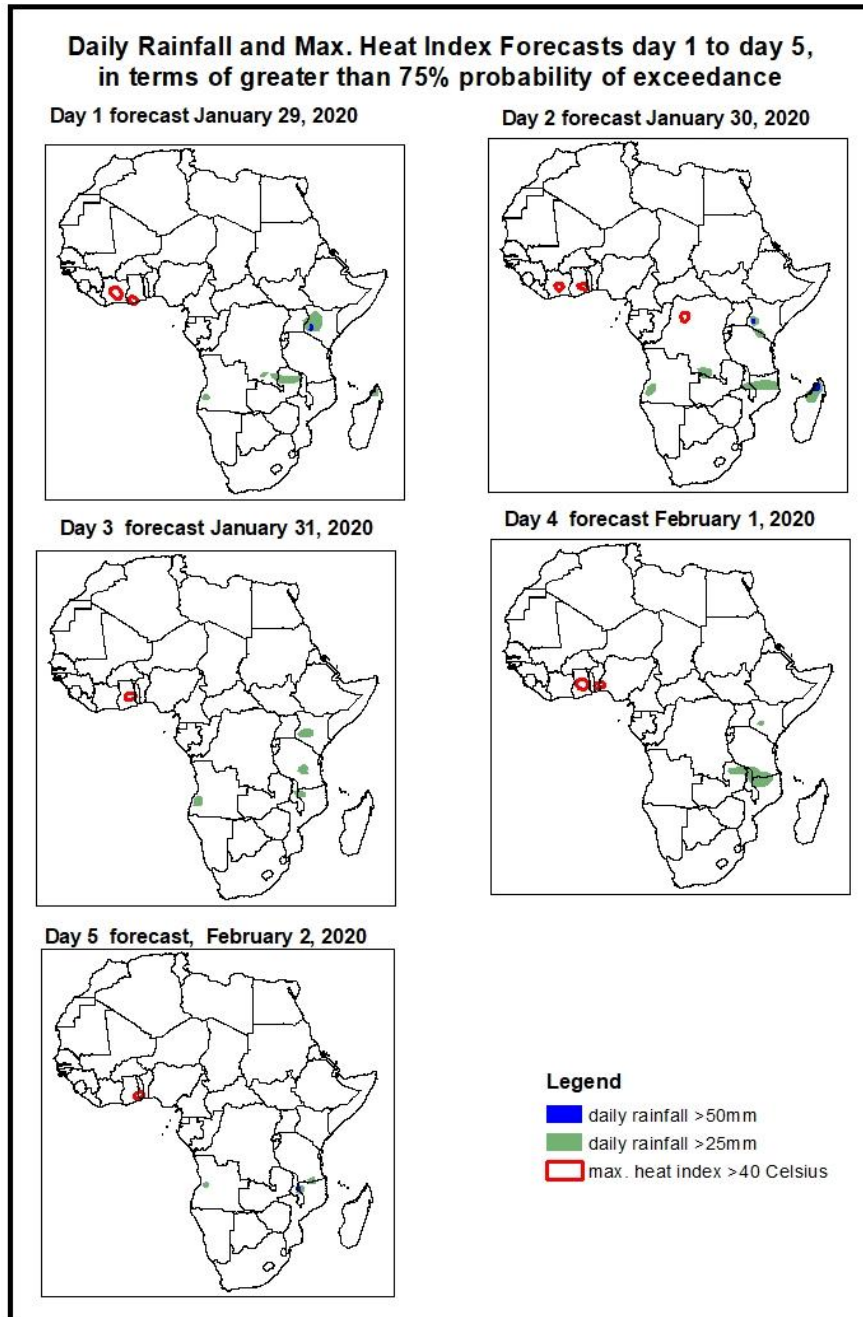 Daily Rainfall and Max. Heat Index Forecasts day 1 to day 5,
in terms of greater than 75% probability of exceedance
Day 1 forecast January 29, 2020
Day 2 forecast January 30, 2020
Day 3 forecast January 31, 2020
Day 4 forecast February 1, 2020
Day 5 forecast, February 2, 2020
Legend
daily rainfall >50mm
daily rainfall >25mm
max. heat index >40 Celsius